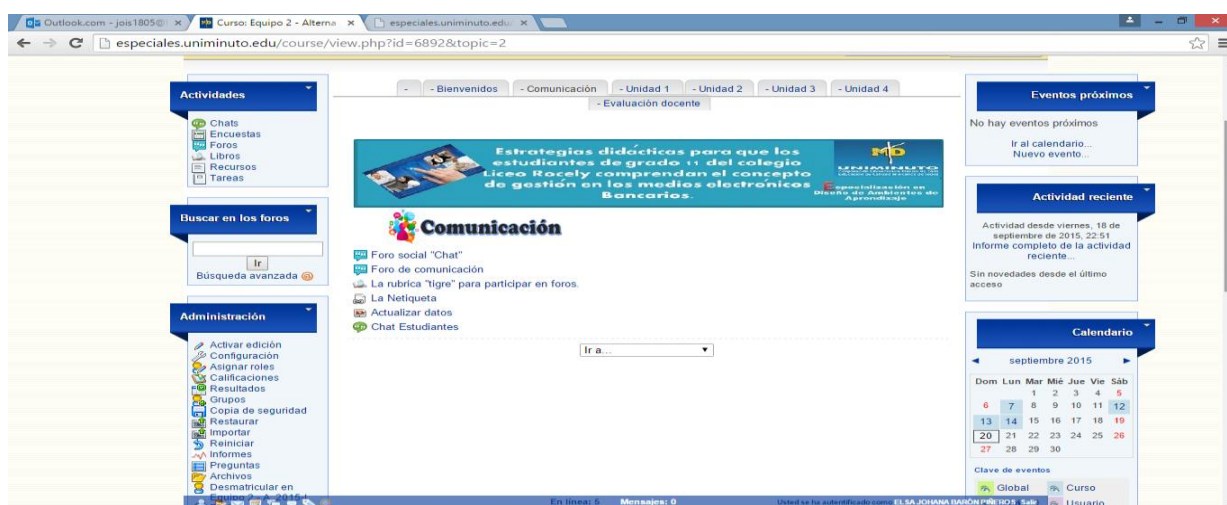 Outlook.com - jois1805@
Curso: Equipo 2 - Alterna
especiales.uniminuto.edu
especiales.uniminuto.edu/course/view.php?id=6892&topic=2
Actividades
Chats
Encuestas
Foros
Libros
Recursos
Tareas
Buscar en los foros
Ir
Búsqueda avanzada
Administración
Activar edición
Configuración
Asignar roles
Calificaciones
Resultados
Grupos
Copia de seguridad
Restaurar
Importar
Reiniciar
Informes
Preguntas
Archivos
Desmatricular en
Equipo 2 - A. 2015-I
- - Bienvenidos - Comunicación - Unidad 1 - Unidad 2 - Unidad 3 - Unidad 4
- Evaluación docente
Estrategias didácticas para que los
estudiantes de grado 11 del colegio
Liceo Rocely comprendan el concepto
de gestión en los medios electrónicos
Bancarios.
UNIMINUTO
Especialización en
Diseño de Ambientes de
Aprendizaje
Comunicación
Foro social "Chat"
Foro de comunicación
La rubrica "tigre" para participar en foros.
La Netiqueta
Actualizar datos
Chat Estudiantes
Ir a...
Eventos próximos
No hay eventos próximos
Ir al calendario...
Nuevo evento...
Actividad reciente
Actividad desde viernes, 18 de
septiembre de 2015, 22:51
Informe completo de la actividad
reciente...
Sin novedades desde el último
acceso
Calendario
septiembre 2015
Dom Lun Mar Mié Jue Vie Sáb
1 2 3 4 5
6 7 8 9 10 11 12
13 14 15 16 17 18 19
20 21 22 23 24 25 26
27 28 29 30
Clave de eventos
Global Curso
Usuario
En línea: 5 Mensajes: 0 Usted se ha autentificado como ELSA JOHANA BARÓN PIÑEROS Salir